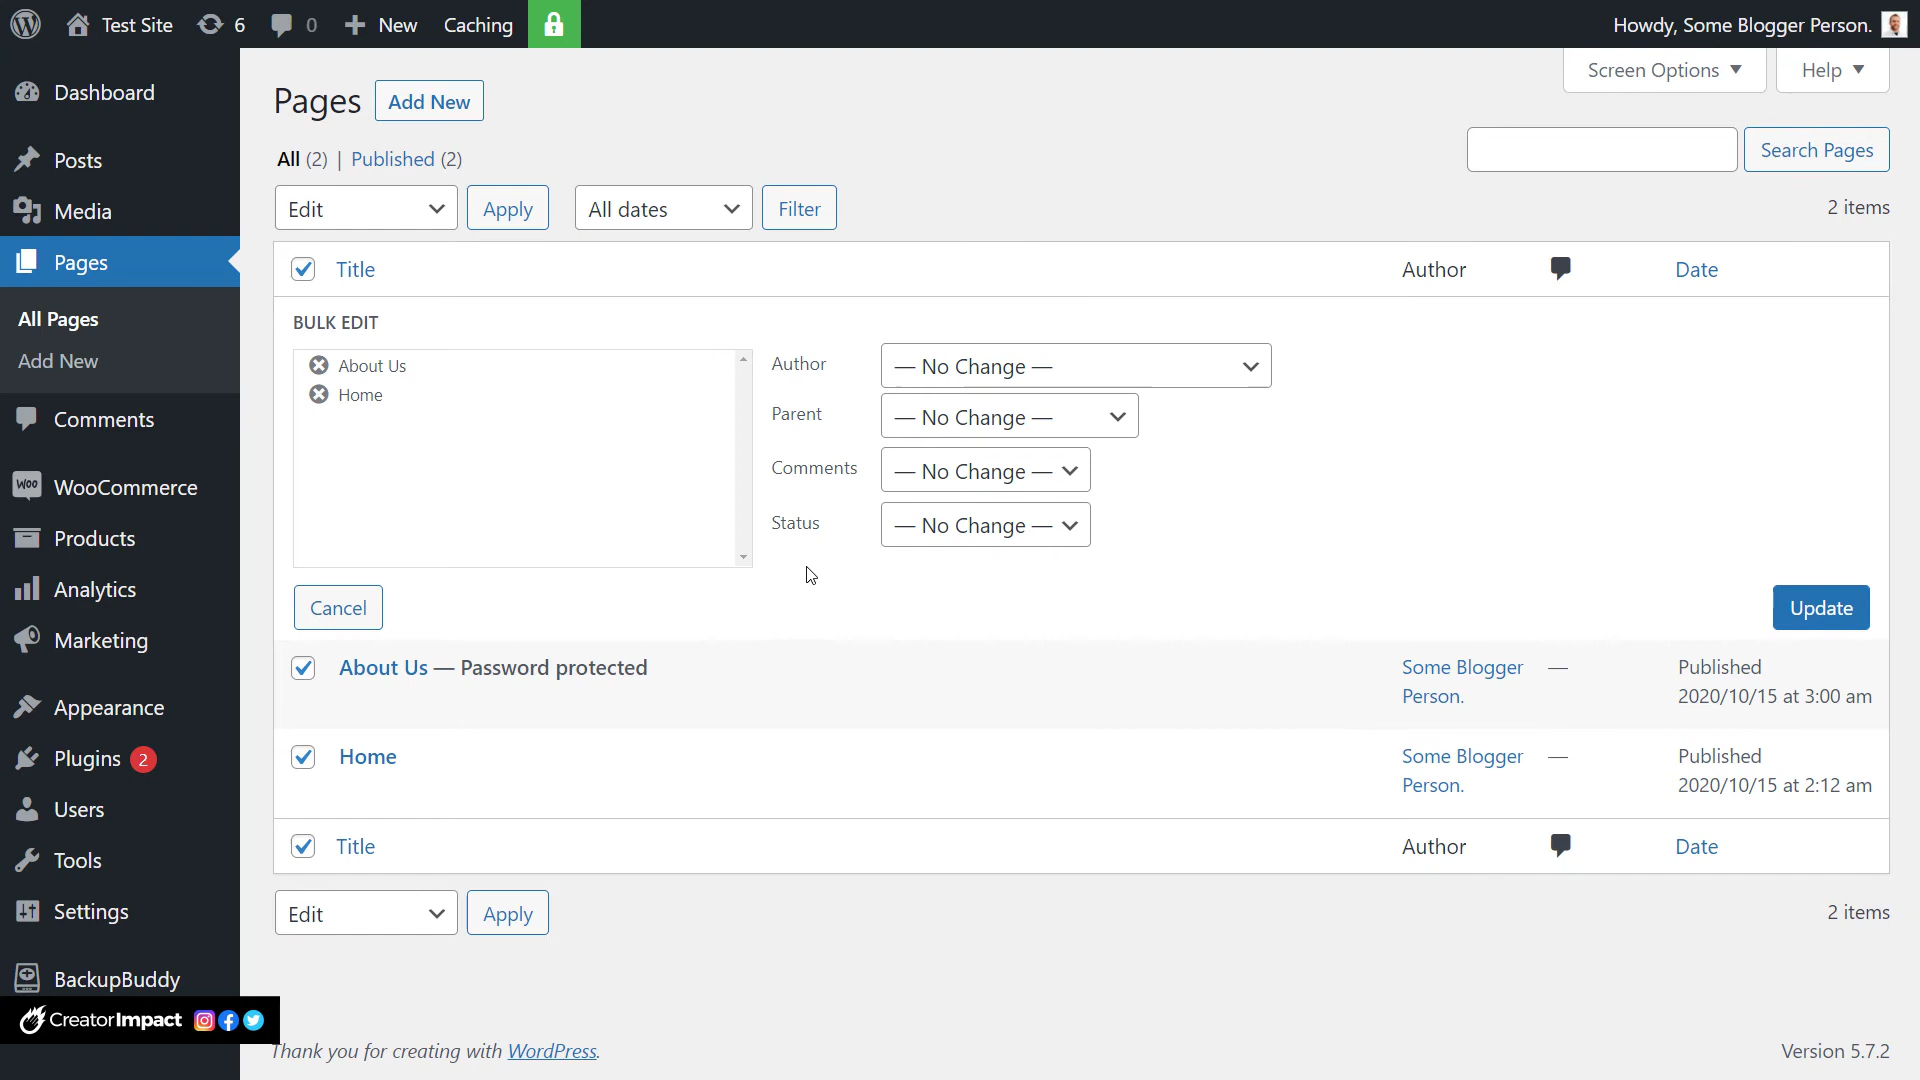 Test Site 6 0 New Caching Howdy, Some Blogger Person.
Screen Options Help
Dashboard
Posts
Media
Pages
All Pages
Add New
Comments
WOO WooCommerce
Products
Analytics
Marketing
Appearance
Plugins 2
Users
Tools
Settings
BackupBuddy
CreatorImpact
Pages Add New
All (2) | Published (2)
Search Pages
Edit Apply All dates Filter 2 items
Title Author Date
BULK EDIT
About Us
Home
Author — No Change —
Parent — No Change —
Comments — No Change —
Status — No Change —
Cancel Update
About Us — Password protected Some Blogger — Published
Person. 2020/10/15 at 3:00 am
Home Some Blogger — Published
Person. 2020/10/15 at 2:12 am
Title Author Date
Edit Apply 2 items
Thank you for creating with WordPress. Version 5.7.2